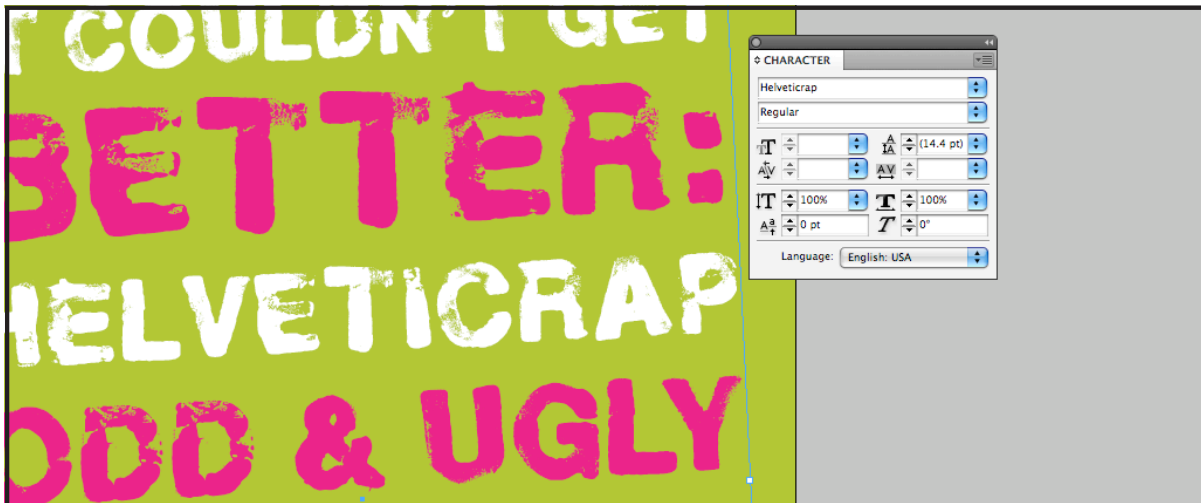 T COULDN'T GET
BETTER:
HELVETICRAP
ODD & UGLY
CHARACTER
Helveticrap
Regular
(14.4 pt)
100%
100%
0 pt
0°
Language: English: USA